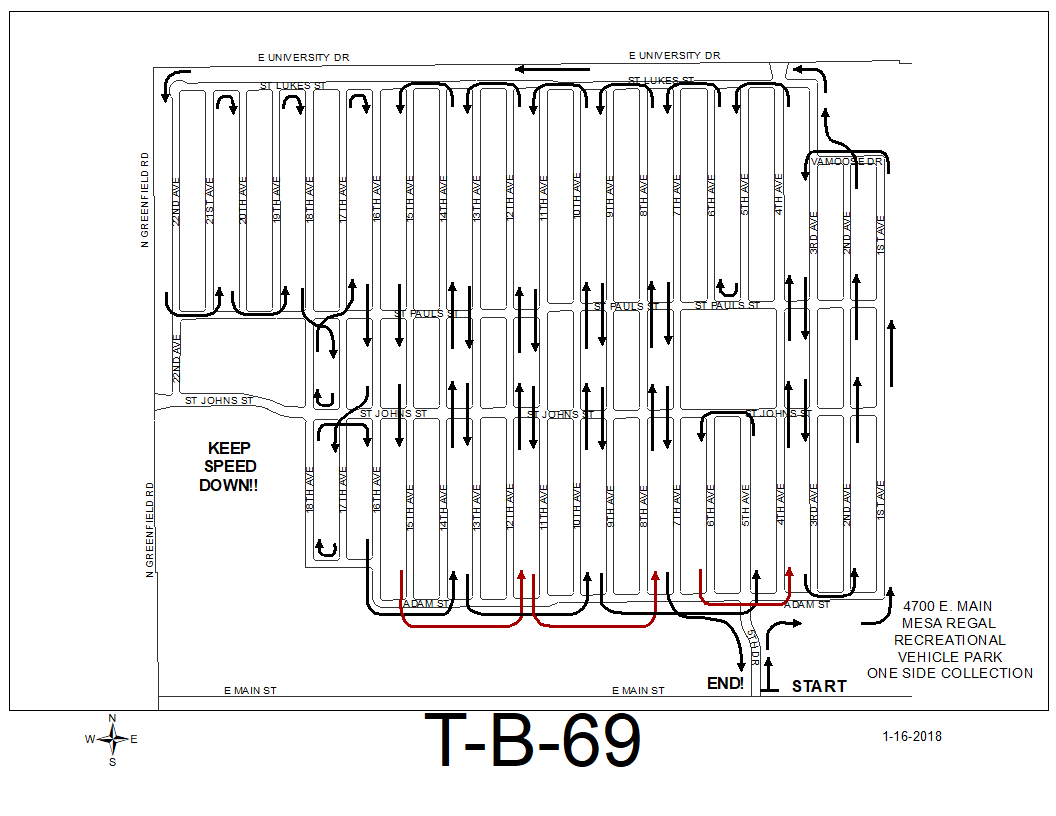 E UNIVERSITY DR
E UNIVERSITY DR
ST LUKES ST
ST LUKES ST
VAMOOSE DR
N GREENFIELD RD
22ND AVE
21ST AVE
20TH AVE
19TH AVE
18TH AVE
17TH AVE
16TH AVE
15TH AVE
14TH AVE
13TH AVE
12TH AVE
11TH AVE
10TH AVE
9TH AVE
8TH AVE
7TH AVE
6TH AVE
5TH AVE
4TH AVE
3RD AVE
2ND AVE
1ST AVE
ST PAULS ST
ST PAULS ST
ST PAULS ST
22ND AVE
ST JOHNS ST
ST JOHNS ST
ST JOHNS ST
ST JOHNS ST
KEEP
SPEED
DOWN!!
N GREENFIELD RD
18TH AVE
17TH AVE
16TH AVE
15TH AVE
14TH AVE
13TH AVE
12TH AVE
11TH AVE
10TH AVE
9TH AVE
8TH AVE
7TH AVE
6TH AVE
5TH AVE
4TH AVE
3RD AVE
2ND AVE
1ST AVE
ADAM ST
ADAM ST
5TH DR
4700 E. MAIN
MESA REGAL
RECREATIONAL
VEHICLE PARK
ONE SIDE COLLECTION
END!
START
E MAIN ST
E MAIN ST
N
W E
S
T-B-69
1-16-2018